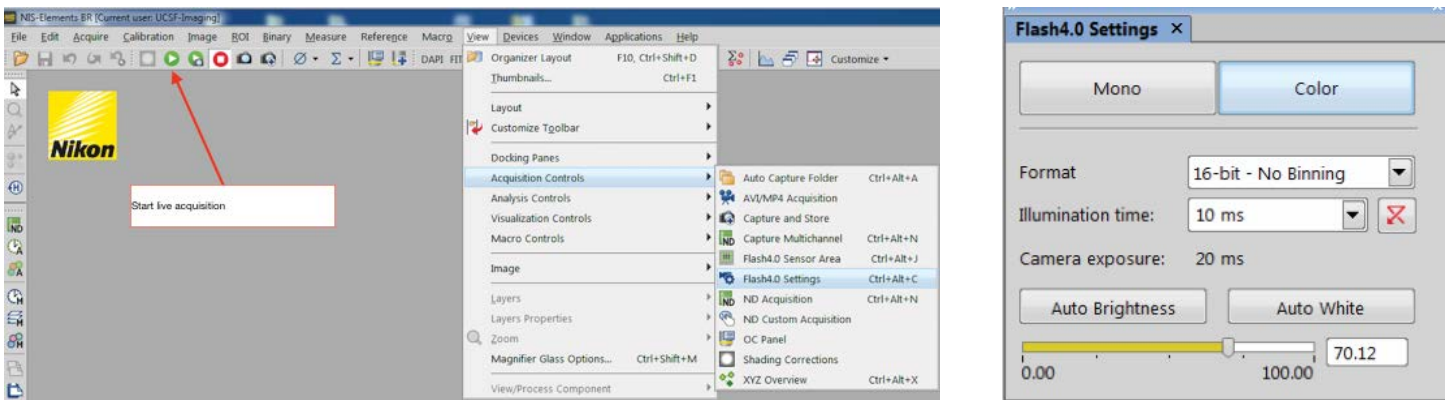 NIS-Elements BR [Current user: UCSF-Imaging]
File Edit Acquire Calibration Image ROI Binary Measure Reference Macro View Devices Window Applications Help
DAPI FIT
Customize
Nikon
Start live acquisition
Organizer Layout F10, Ctrl+Shift+D
Thumbnails... Ctrl+F1
Layout
Customize Toolbar
Docking Panes
Acquisition Controls
Analysis Controls
Visualization Controls
Macro Controls
Image
Layers
Layers Properties
Zoom
Magnifier Glass Options... Ctrl+Shift+M
View/Process Component
Auto Capture Folder Ctrl+Alt+A
AVI/MP4 Acquisition
Capture and Store
ND Capture Multichannel Ctrl+Alt+N
Flash4.0 Sensor Area Ctrl+Alt+J
Flash4.0 Settings Ctrl+Alt+C
ND ND Acquisition Ctrl+Alt+N
ND Custom Acquisition
OC Panel
Shading Corrections
XYZ Overview Ctrl+Alt+X
H
ND
A
A
H
H
H
Flash4.0 Settings ×
Mono Color
Format 16-bit - No Binning
Illumination time: 10 ms
Camera exposure: 20 ms
Auto Brightness Auto White
70.12
0.00 100.00